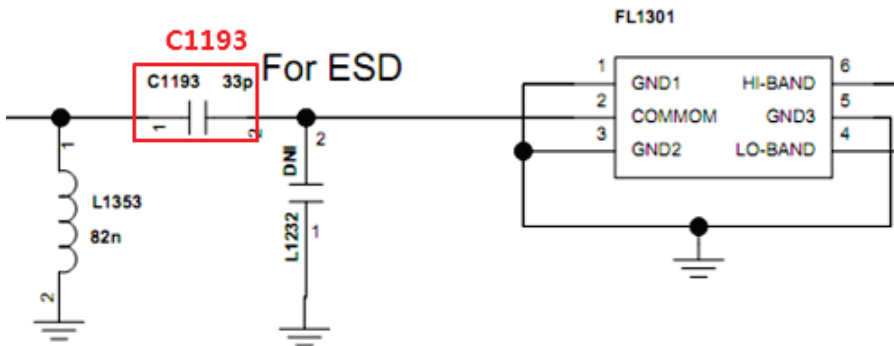 FL1301
C1193
C1193 33p
For ESD
1 2
1 GND1 HI-BAND 6
2 COMMOM GND3 5
3 GND2 LO-BAND 4
1
L1353
82n
2
2
DNI
L1232
1